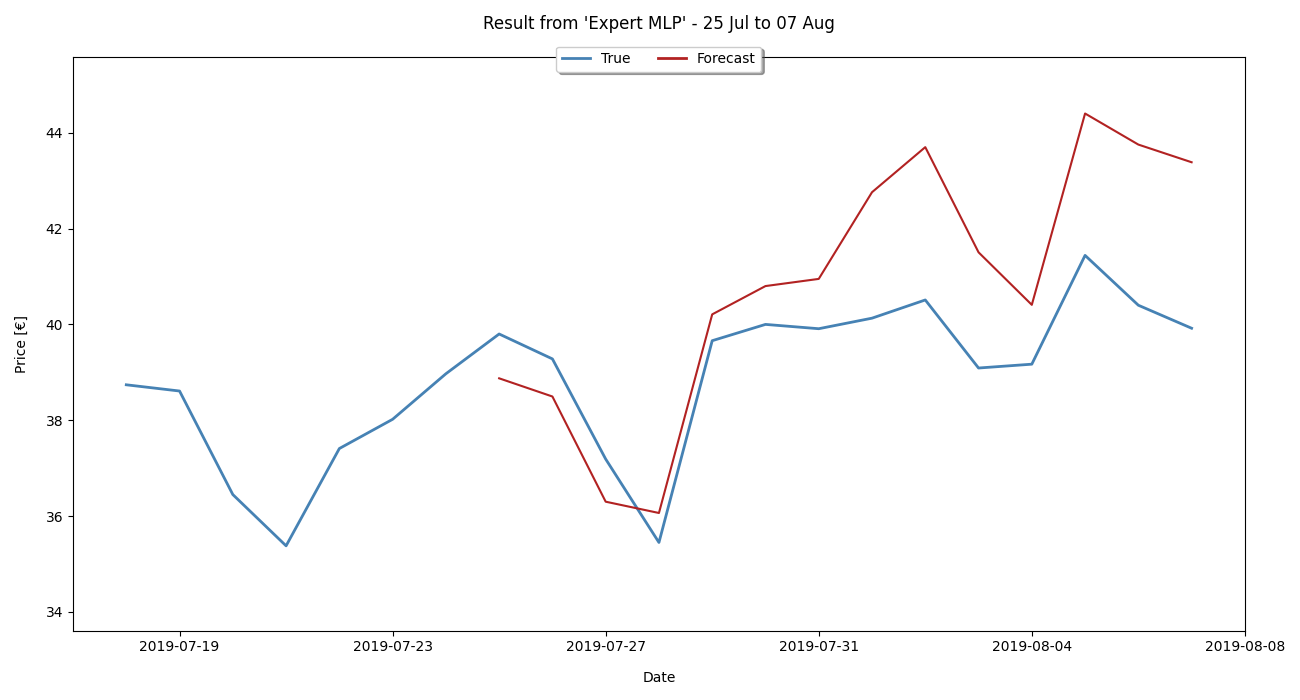 Result from 'Expert MLP' - 25 Jul to 07 Aug
True Forecast
44
42
40
38
36
34
Price [€]
2019-07-19 2019-07-23 2019-07-27 2019-07-31 2019-08-04 2019-08-08
Date